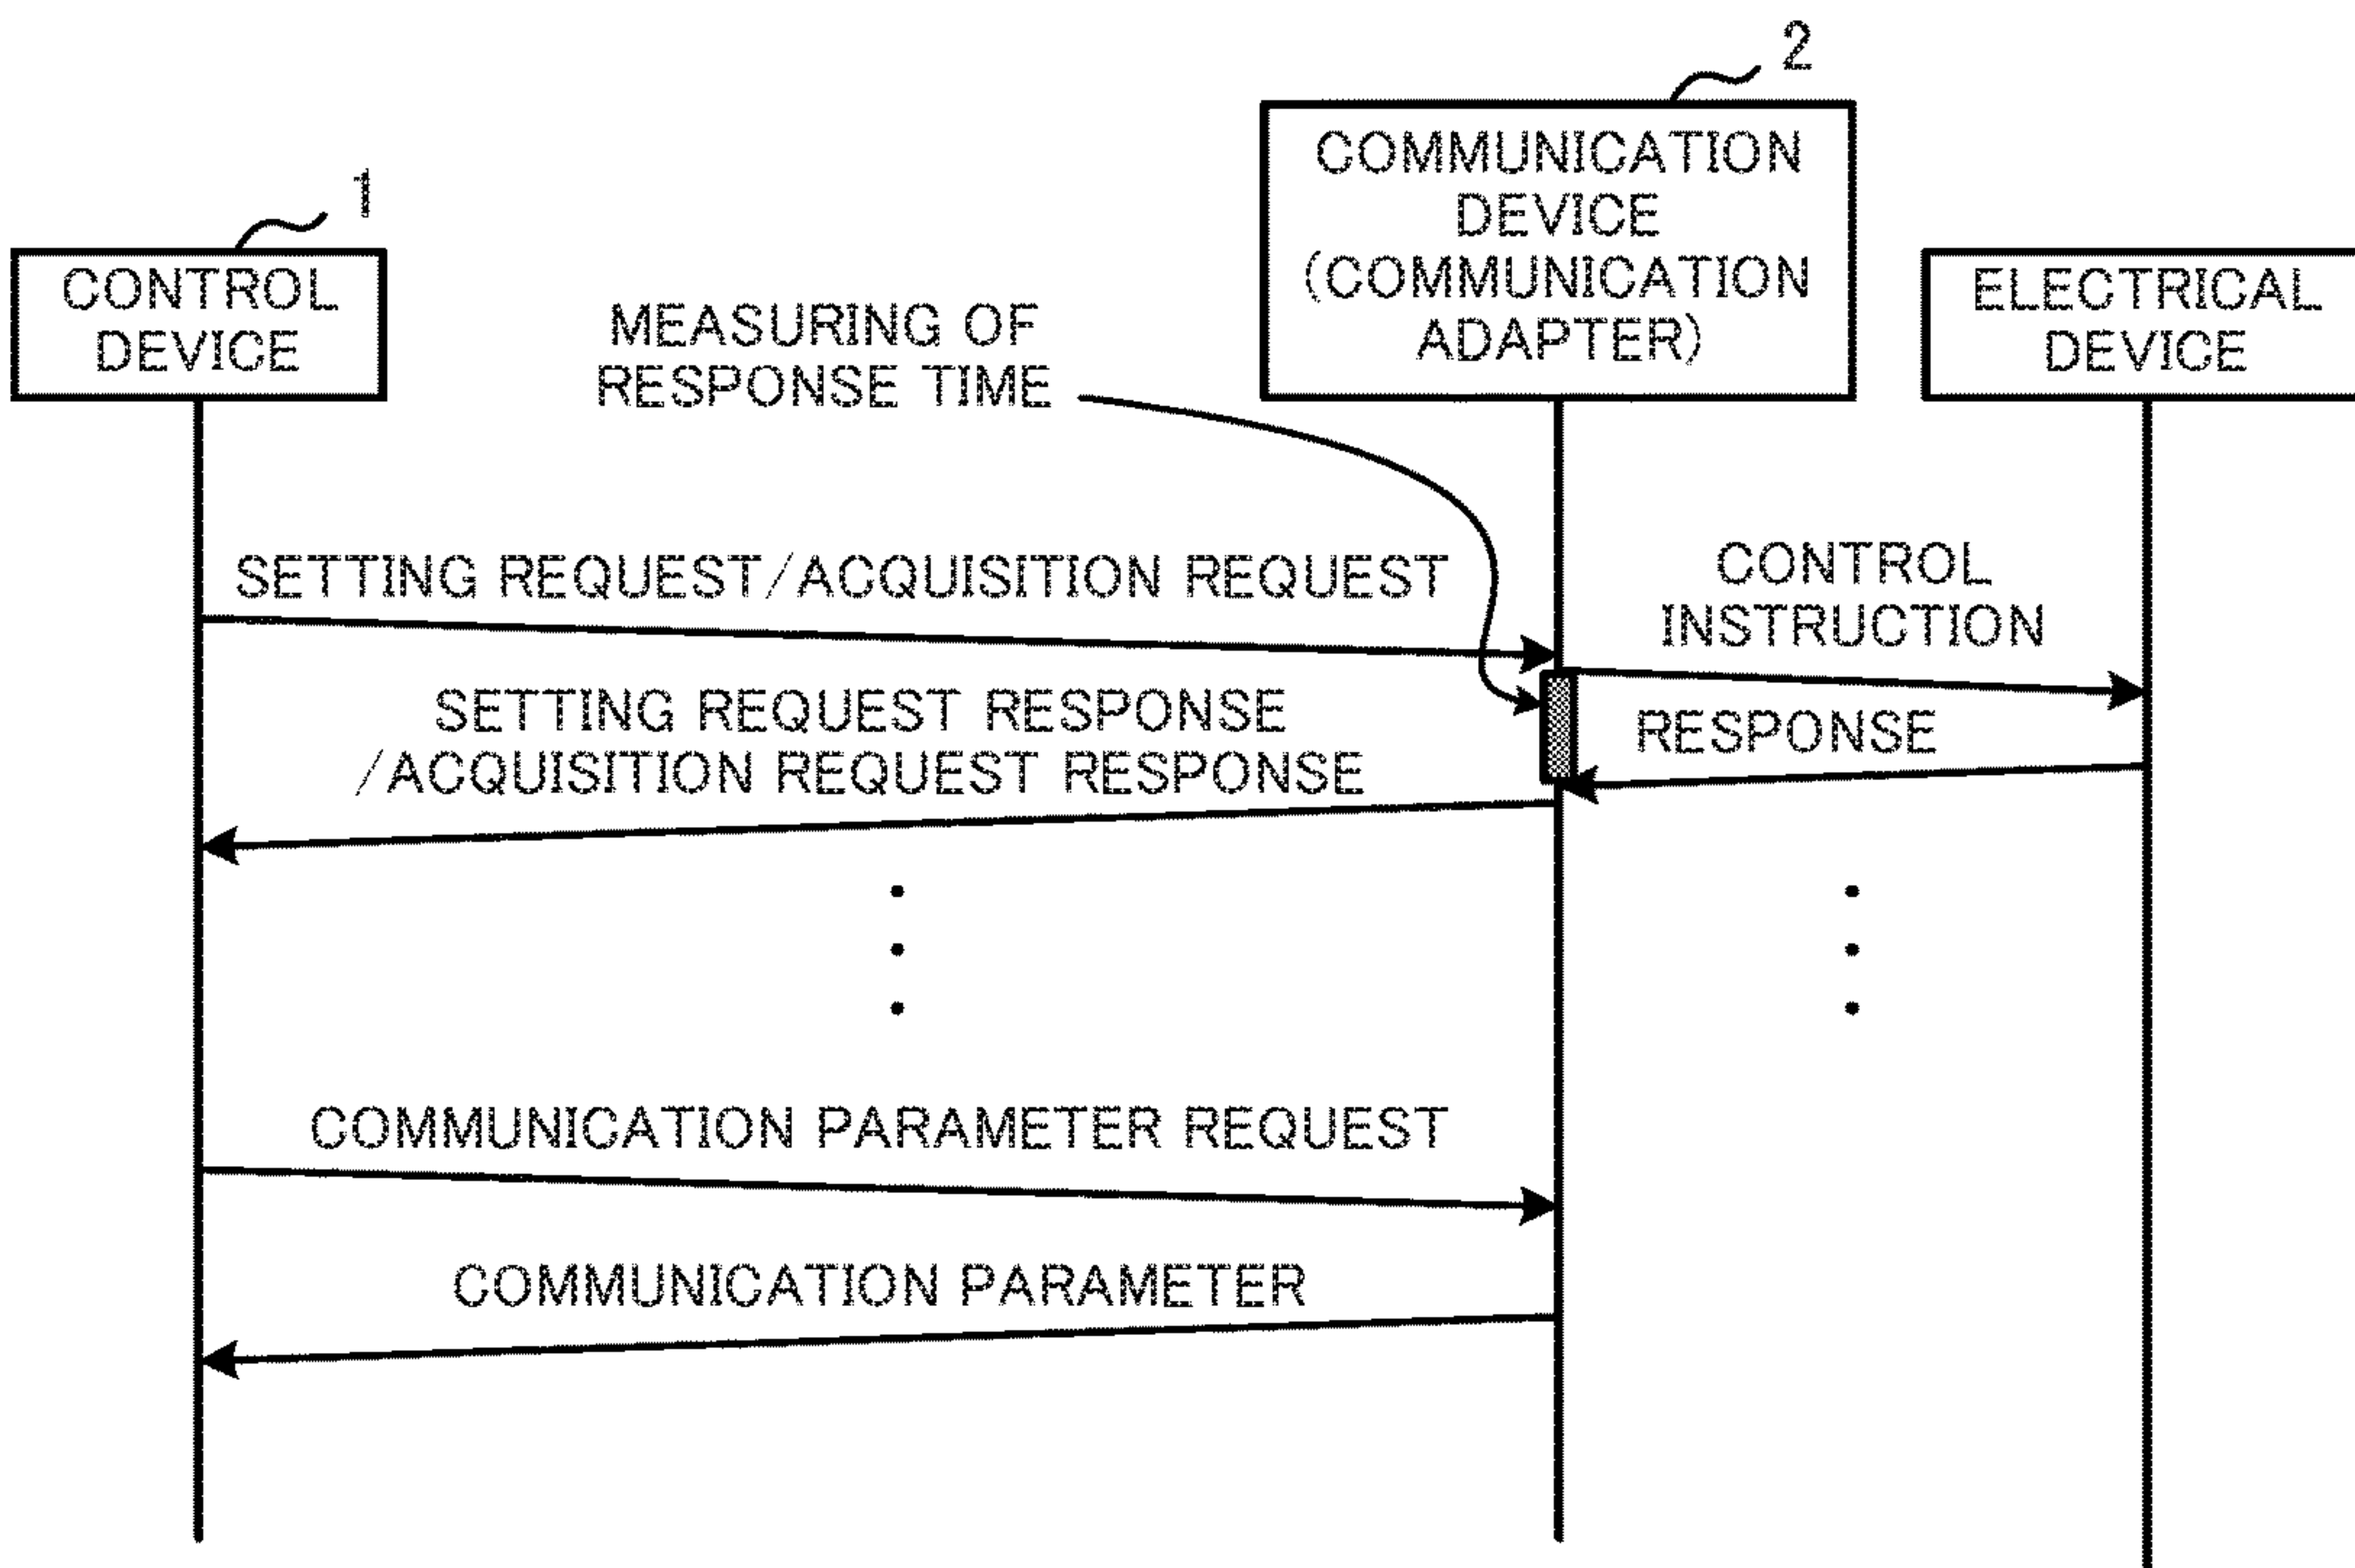 2
COMMUNICATION
DEVICE
(COMMUNICATION
ADAPTER)
1
CONTROL
DEVICE
MEASURING OF
RESPONSE TIME
ELECTRICAL
DEVICE
SETTING REQUEST/ACQUISITION REQUEST
CONTROL
INSTRUCTION
SETTING REQUEST RESPONSE
/ACQUISITION REQUEST RESPONSE
RESPONSE
COMMUNICATION PARAMETER REQUEST
COMMUNICATION PARAMETER